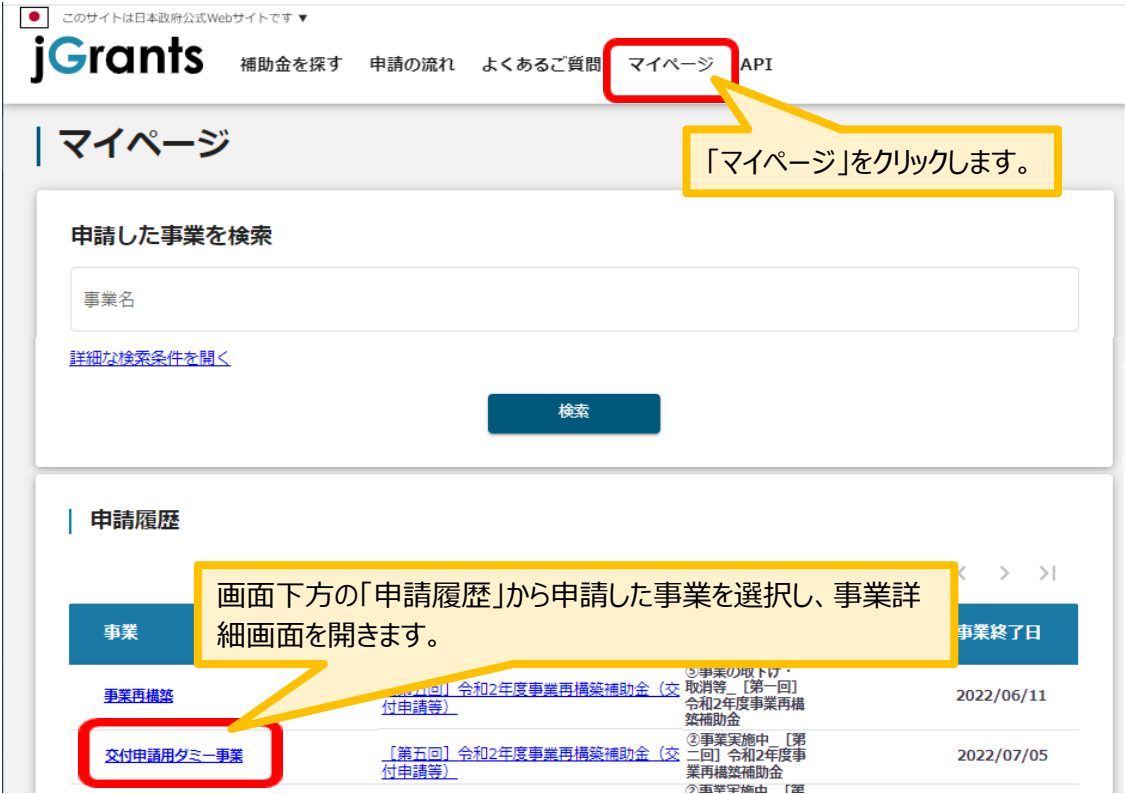 このサイトは日本政府公式Webサイトです ▼
jGrants 補助金を探す 申請の流れ よくあるご質問 マイページ API
マイページ
「マイページ」をクリックします。
申請した事業を検索
事業名
詳細な検索条件を開く
検索
申請履歴
画面下方の「申請履歴」から申請した事業を選択し、事業詳
細画面を開きます。
事業
事業終了日
事業再構築
回］令和2年度事業再構築補助金（交
付申請等）
⑤事業の取下げ・
取消等_［第一回］
令和2年度事業再構
築補助金
2022/06/11
交付申請用ダミー事業
［第五回］令和2年度事業再構築補助金（交
付申請等）
②事業実施中_［第
二回］令和2年度事
業再構築補助金
2022/07/05
②事業実施中_［第